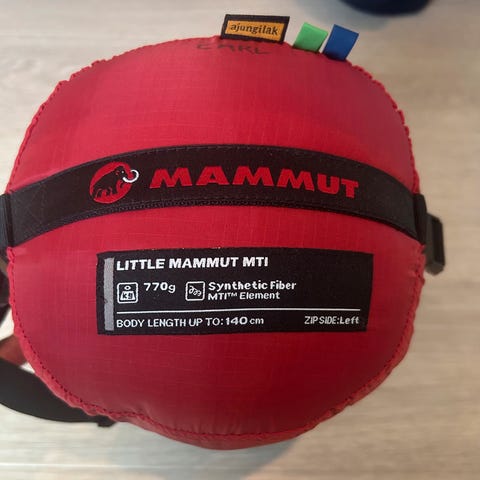 ajungilak
CARL
MAMMUT
LITTLE MAMMUT MTI
770g
Synthetic Fiber
MTI™ Element
BODY LENGTH UP TO: 140 cm
ZIP SIDE: Left